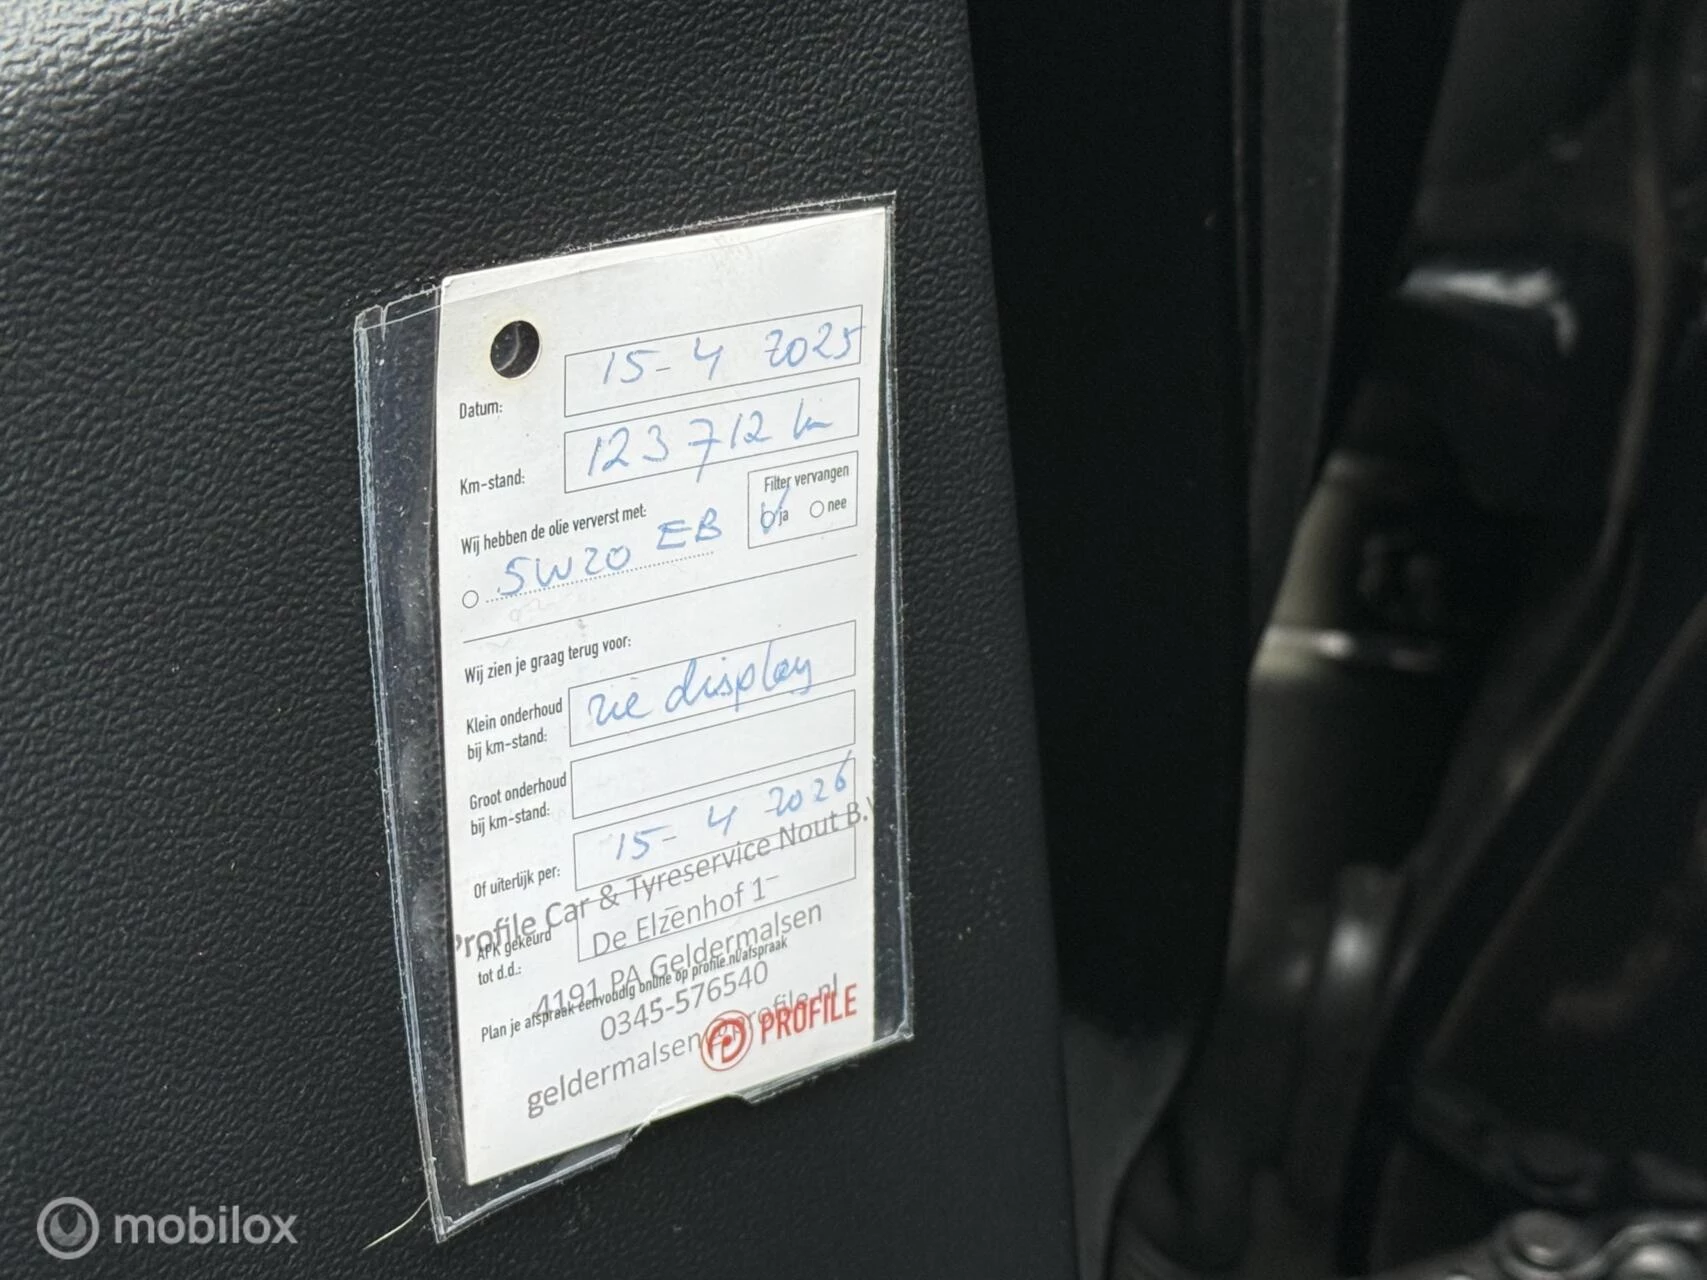 Datum: 15-4 2025
Km-stand: 123712 km
Wij hebben de olie ververst met:
Filter vervangen
ja nee
5W20 EB
Wij zien je graag terug voor:
Klein onderhoud
bij km-stand:
zie display
Groot onderhoud
bij km-stand:
Of uiterlijk per: 15-4 2026
Profile Car & Tyreservice Nout B.V
APK gekeurd
tot d.d.:
De Elzenhof 1
4191 PA Geldermalsen
Plan je afspraak eenvoudig online op profile.nl/afspraak
0345-576540
geldermalsen@profile.nl
PROFILE
mobilox